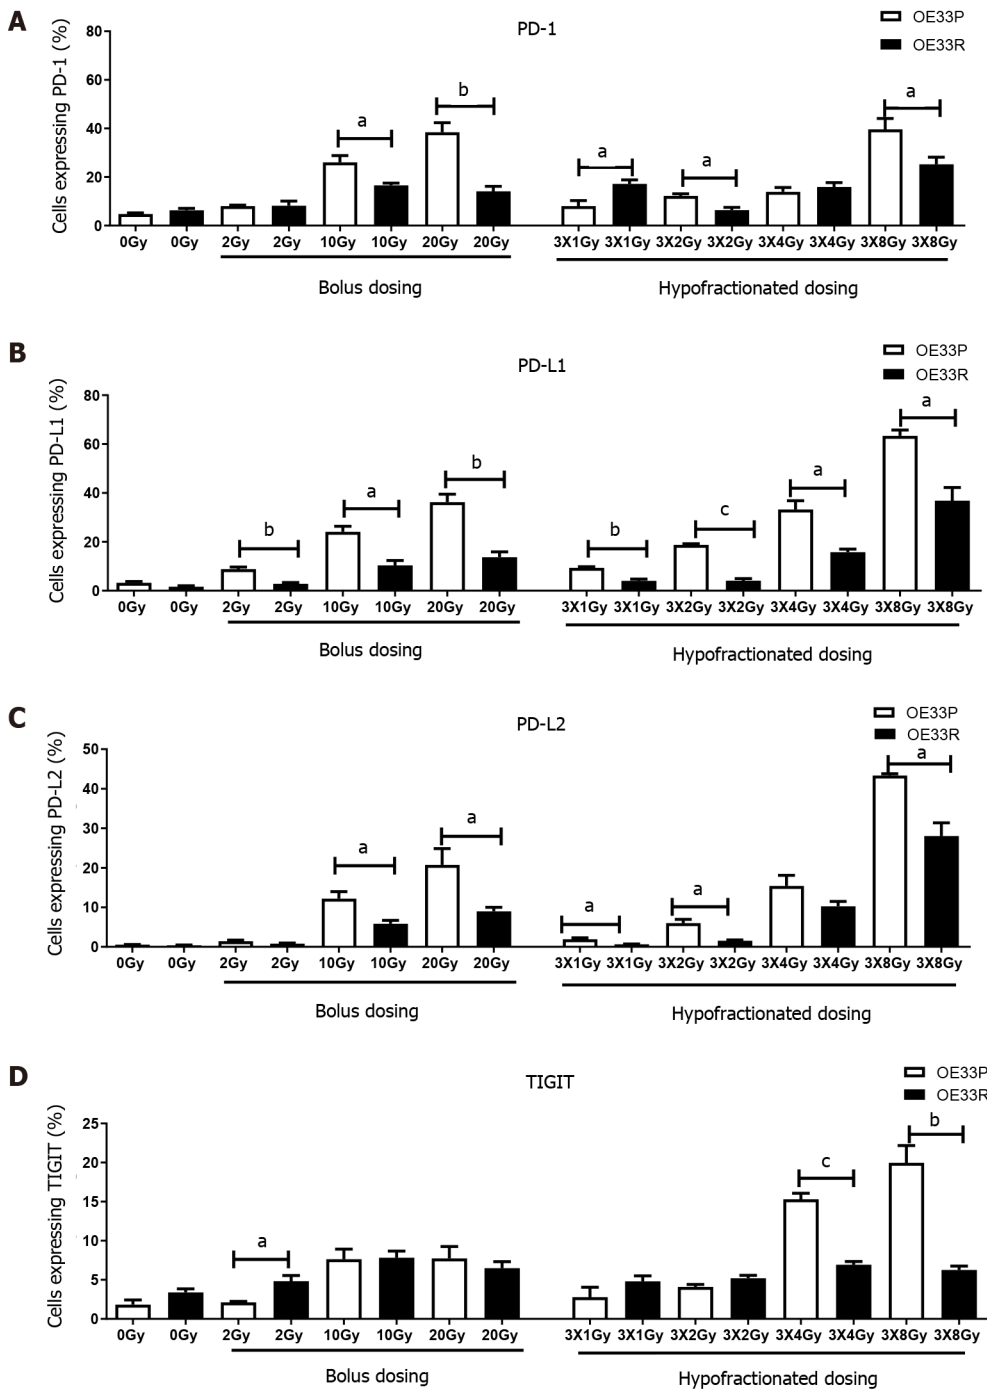 A
PD-1
OE33P
OE33R
Cells expressing PD-1 (%)
80
60
40
20
0
a
b
a
a
a
0Gy 0Gy 2Gy 2Gy 10Gy 10Gy 20Gy 20Gy 3X1Gy 3X1Gy 3X2Gy 3X2Gy 3X4Gy 3X4Gy 3X8Gy 3X8Gy
Bolus dosing
Hypofractionated dosing
B
PD-L1
OE33P
OE33R
Cells expressing PD-L1 (%)
80
60
40
20
0
b
a
b
b
c
a
a
0Gy 0Gy 2Gy 2Gy 10Gy 10Gy 20Gy 20Gy 3X1Gy 3X1Gy 3X2Gy 3X2Gy 3X4Gy 3X4Gy 3X8Gy 3X8Gy
Bolus dosing
Hypofractionated dosing
C
PD-L2
OE33P
OE33R
Cells expressing PD-L2 (%)
50
40
30
20
10
0
a
a
a
a
a
0Gy 0Gy 2Gy 2Gy 10Gy 10Gy 20Gy 20Gy 3X1Gy 3X1Gy 3X2Gy 3X2Gy 3X4Gy 3X4Gy 3X8Gy 3X8Gy
Bolus dosing
Hypofractionated dosing
D
TIGIT
OE33P
OE33R
Cells expressing TIGIT (%)
25
20
15
10
5
0
a
c
b
0Gy 0Gy 2Gy 2Gy 10Gy 10Gy 20Gy 20Gy 3X1Gy 3X1Gy 3X2Gy 3X2Gy 3X4Gy 3X4Gy 3X8Gy 3X8Gy
Bolus dosing
Hypofractionated dosing